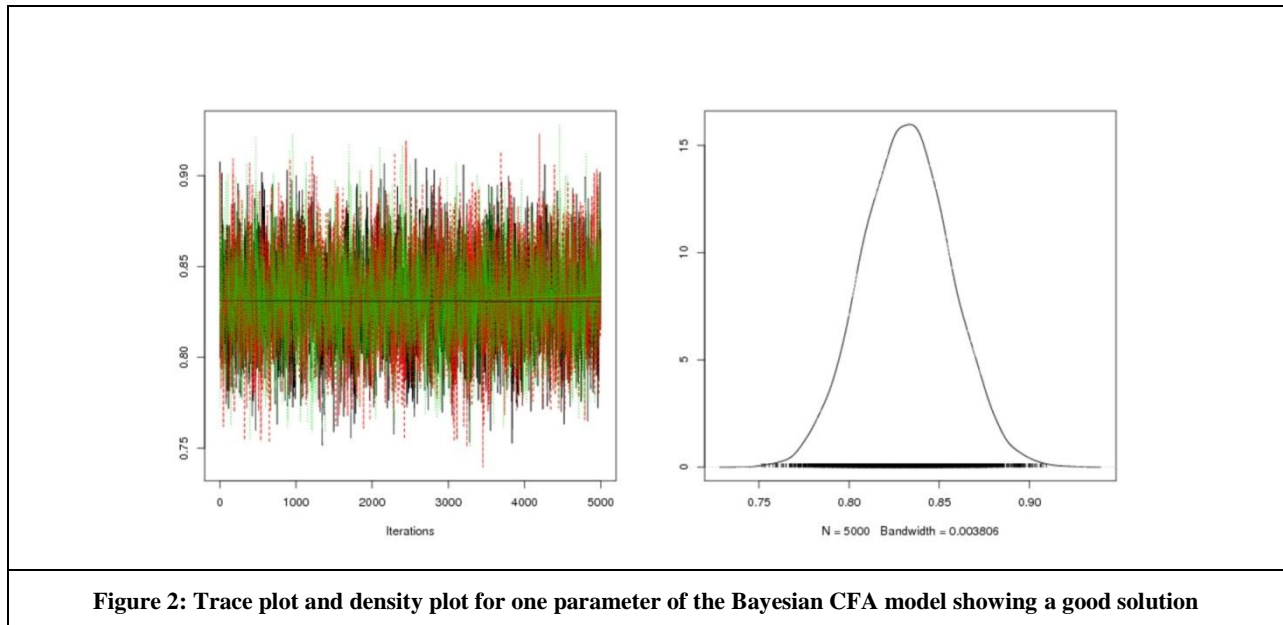 0.90
0.85
0.80
0.75
0 1000 2000 3000 4000 5000
Iterations
15
10
5
0
0.75 0.80 0.85 0.90
N = 5000 Bandwidth = 0.003806
Figure 2: Trace plot and density plot for one parameter of the Bayesian CFA model showing a good solution